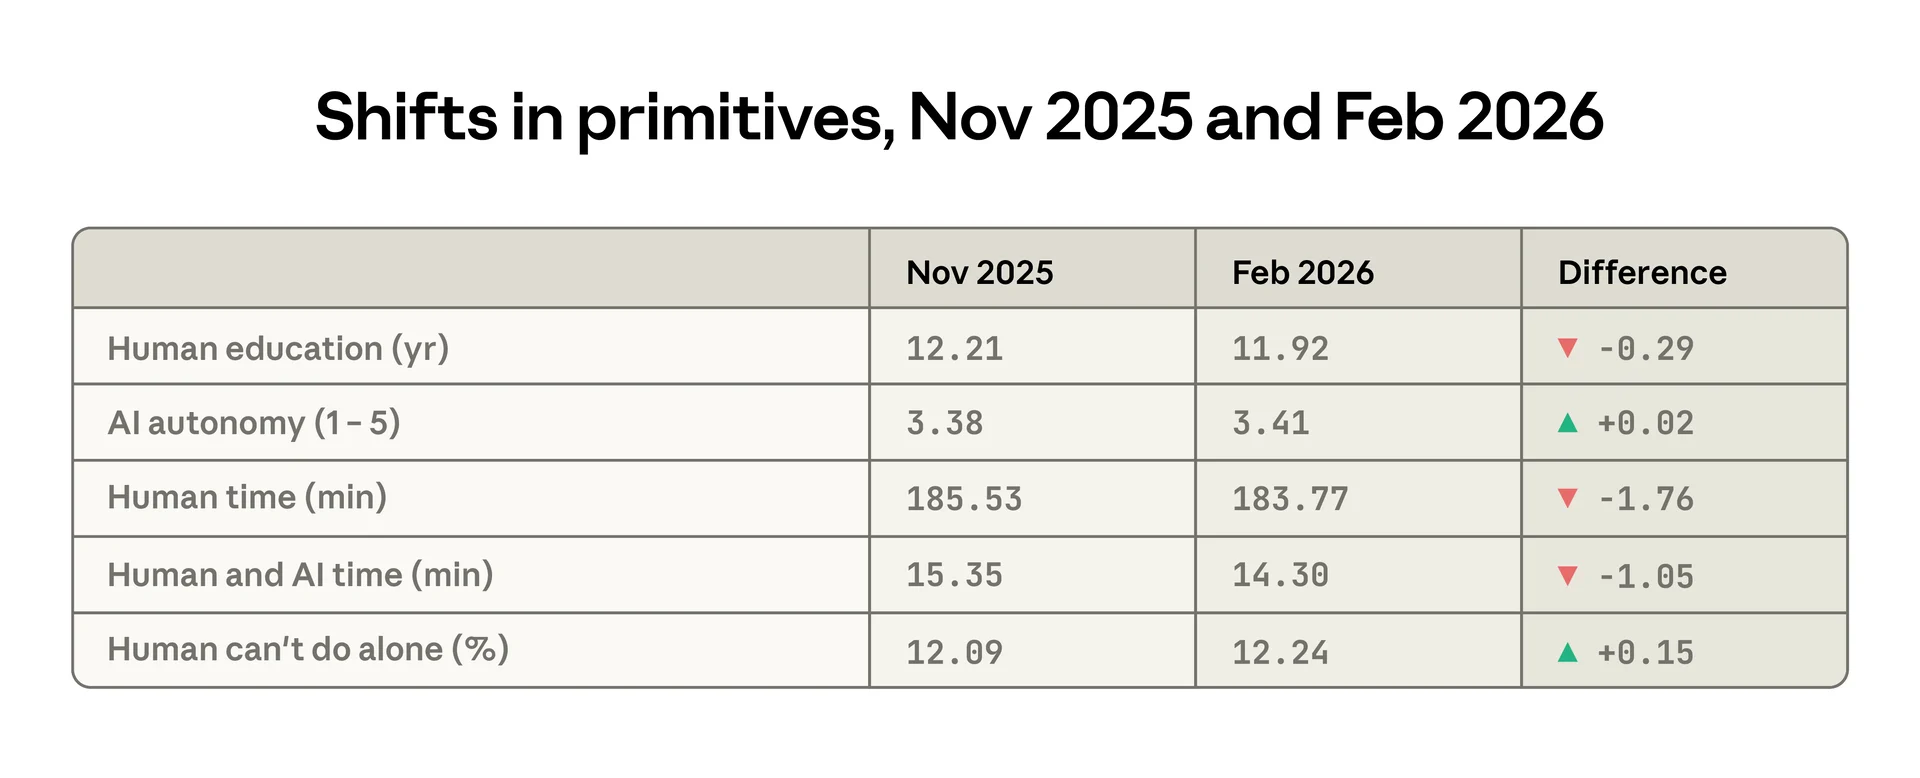 Shifts in primitives, Nov 2025 and Feb 2026
Nov 2025 Feb 2026 Difference
Human education (yr) 12.21 11.92 ▼ -0.29
AI autonomy (1 – 5) 3.38 3.41 ▲ +0.02
Human time (min) 185.53 183.77 ▼ -1.76
Human and AI time (min) 15.35 14.30 ▼ -1.05
Human can't do alone (%) 12.09 12.24 ▲ +0.15